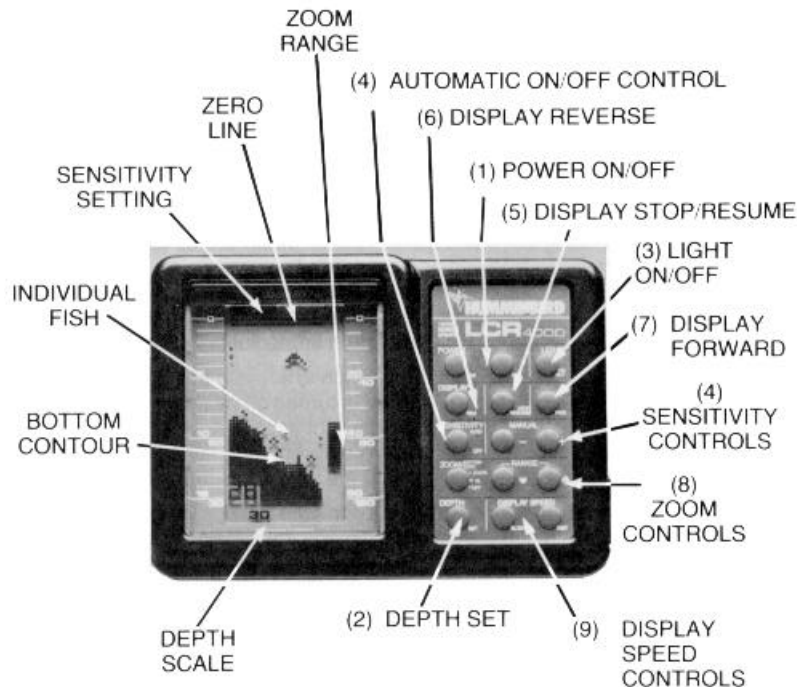 ZOOM
RANGE
(4) AUTOMATIC ON/OFF CONTROL
(6) DISPLAY REVERSE
ZERO
LINE
(1) POWER ON/OFF
SENSITIVITY
SETTING
(5) DISPLAY STOP/RESUME
(3) LIGHT
ON/OFF
INDIVIDUAL
FISH
(7) DISPLAY
FORWARD
BOTTOM
CONTOUR
(4)
SENSITIVITY
CONTROLS
(8)
ZOOM
CONTROLS
(2) DEPTH SET
(9) DISPLAY
SPEED
CONTROLS
DEPTH
SCALE
LCR 4000
POWER
DISPLAY
SENSITIVITY
MANUAL
ZOOM
RANGE
DEPTH
DISPLAY SPEED
28
30